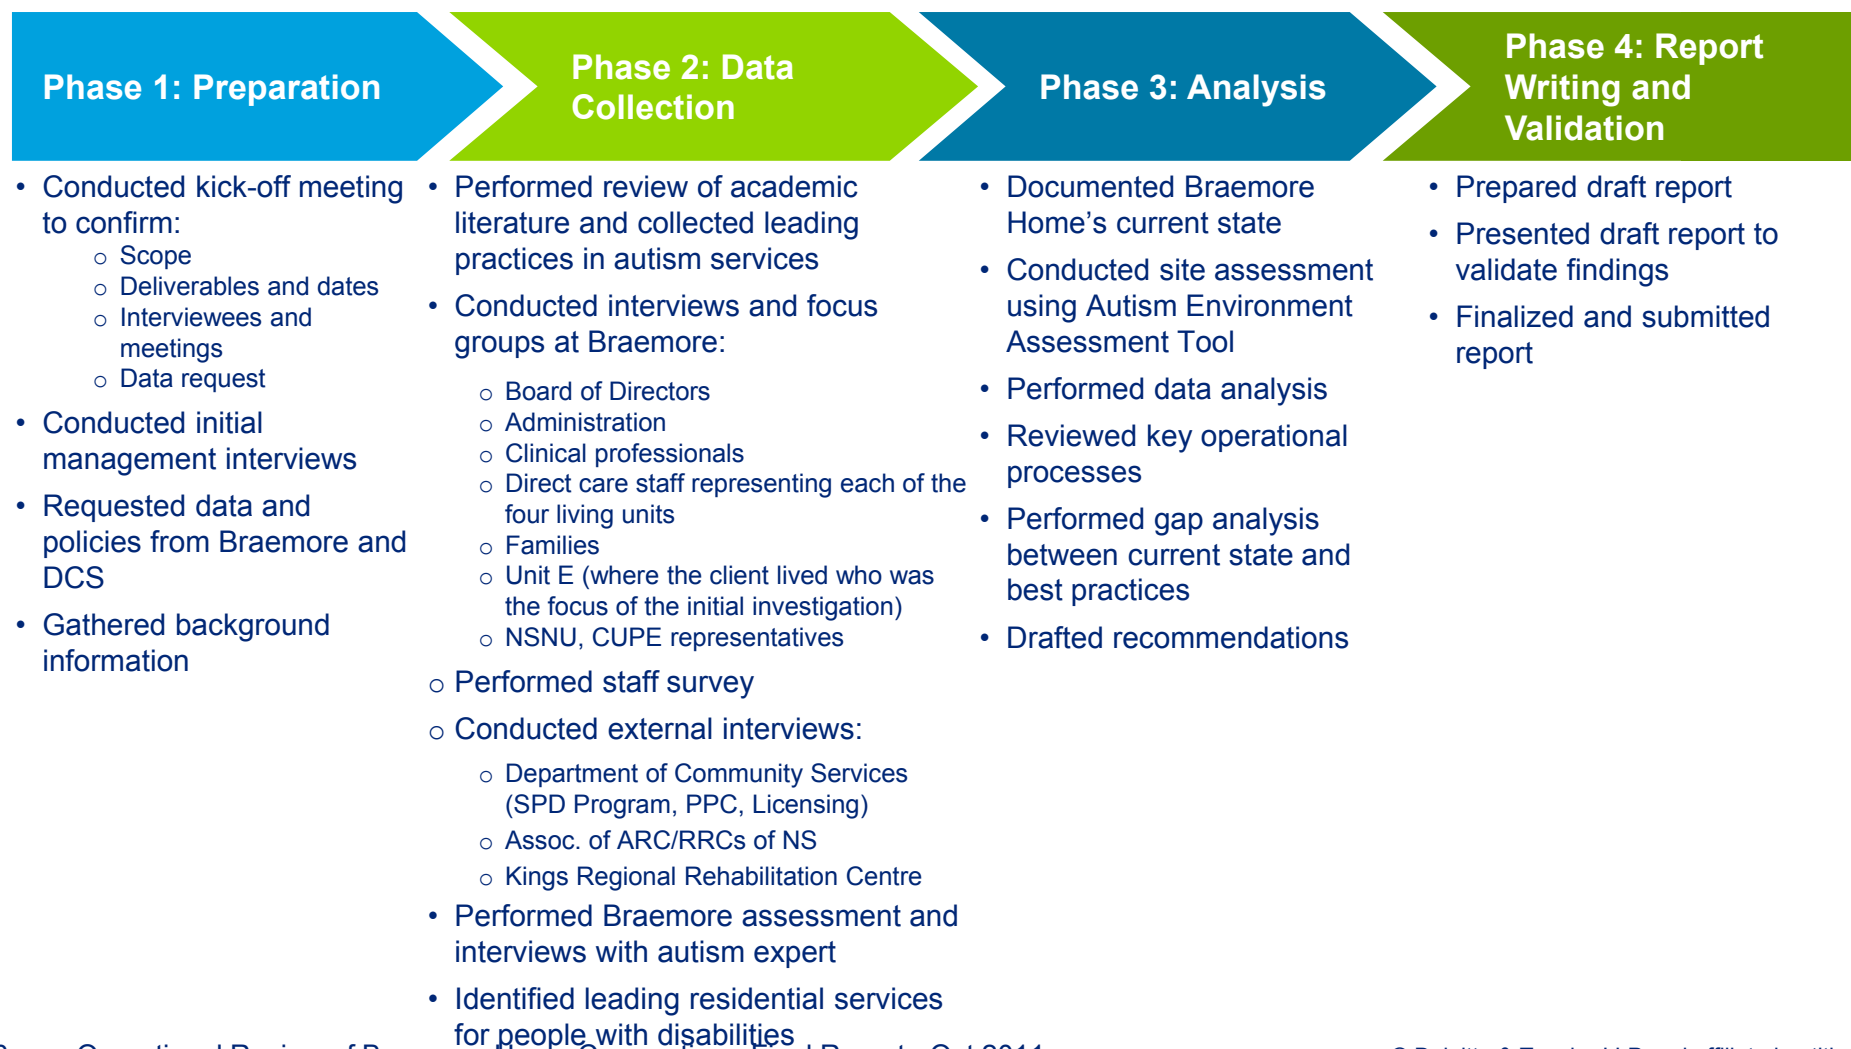 Phase 1: Preparation
• Conducted kick-off meeting
to confirm:
o Scope
o Deliverables and dates
o Interviewees and
meetings
o Data request
• Conducted initial
management interviews
• Requested data and
policies from Braemore and
DCS
• Gathered background
information
Phase 2: Data
Collection
• Performed review of academic
literature and collected leading
practices in autism services
• Conducted interviews and focus
groups at Braemore:
o Board of Directors
o Administration
o Clinical professionals
o Direct care staff representing each of the
four living units
o Families
o Unit E (where the client lived who was
the focus of the initial investigation)
o NSNU, CUPE representatives
o Performed staff survey
o Conducted external interviews:
o Department of Community Services
(SPD Program, PPC, Licensing)
o Assoc. of ARC/RRCs of NS
o Kings Regional Rehabilitation Centre
• Performed Braemore assessment and
interviews with autism expert
• Identified leading residential services
for people with disabilities
Phase 3: Analysis
• Documented Braemore
Home's current state
• Conducted site assessment
using Autism Environment
Assessment Tool
• Performed data analysis
• Reviewed key operational
processes
• Performed gap analysis
between current state and
best practices
• Drafted recommendations
Phase 4: Report
Writing and
Validation
• Prepared draft report
• Presented draft report to
validate findings
• Finalized and submitted
report